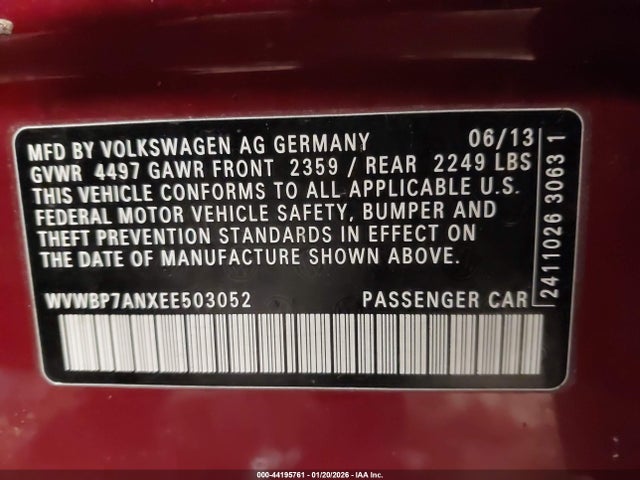 MFD BY VOLKSWAGEN AG GERMANY 06/13
GVWR 4497 GAWR FRONT 2359 / REAR 2249 LBS
THIS VEHICLE CONFORMS TO ALL APPLICABLE U.S.
FEDERAL MOTOR VEHICLE SAFETY, BUMPER AND
THEFT PREVENTION STANDARDS IN EFFECT ON
THE DATE OF MANUFACTURE SHOWN ABOVE.
WVWBP7ANXEE503052 PASSENGER CAR
2411026 3063 1
000-44195761 - 01/20/2026 - IAA Inc.